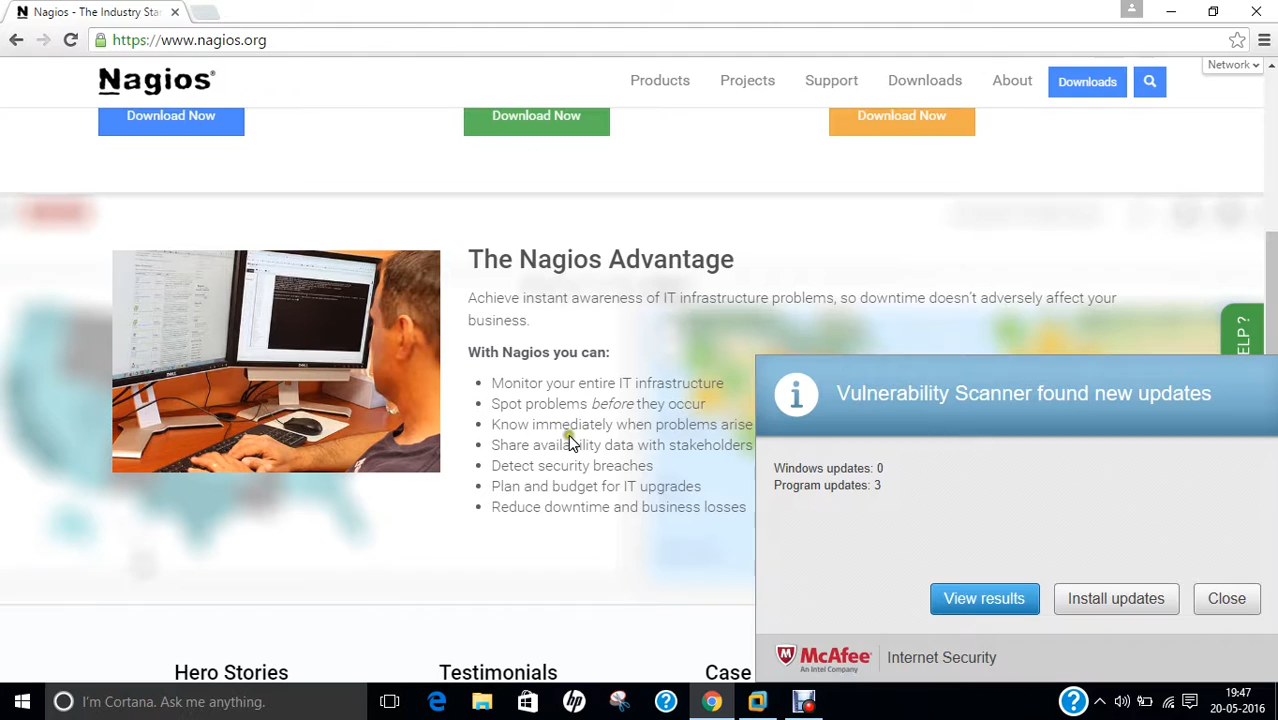 Nagios - The Industry Star
https://www.nagios.org
Network
Nagios®
Products
Projects
Support
Downloads
About
Downloads
Download Now
Download Now
Download Now
The Nagios Advantage
Achieve instant awareness of IT infrastructure problems, so downtime doesn't adversely affect your
business.
With Nagios you can:
Monitor your entire IT infrastructure
Spot problems before they occur
Know immediately when problems arise
Share availability data with stakeholders
Detect security breaches
Plan and budget for IT upgrades
Reduce downtime and business losses
ELP?
Vulnerability Scanner found new updates
Windows updates: 0
Program updates: 3
View results
Install updates
Close
McAfee
An Intel Company
Internet Security
Hero Stories
Testimonials
Case
I'm Cortana. Ask me anything.
19:47
20-05-2016